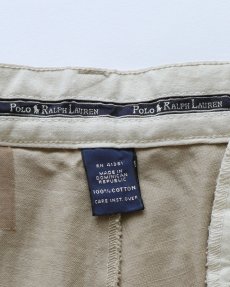 POLO RALPH LAUREN POLO RALPH LAUREN
RN 41381
MADE IN
DOMINICAN
REPUBLIC
100% COTTON
CARE INST. OVER